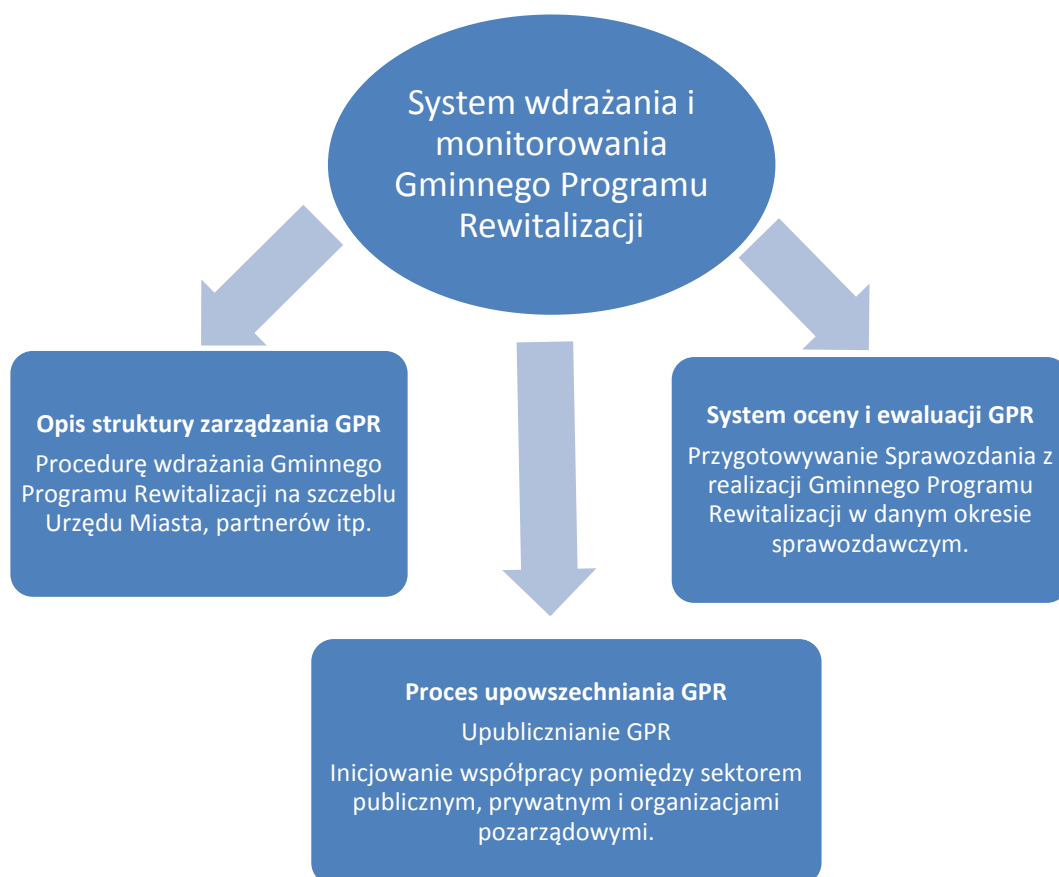 System wdrażania i
monitorowania
Gminnego Programu
Rewitalizacji
Opis struktury zarządzania GPR
Procedurę wdrażania Gminnego
Programu Rewitalizacji na szczeblu
Urzędu Miasta, partnerów itp.
System oceny i ewaluacji GPR
Przygotowywanie Sprawozdania z
realizacji Gminnego Programu
Rewitalizacji w danym okresie
sprawozdawczym.
Proces upowszechniania GPR
Upublicznianie GPR
Inicjowanie współpracy pomiędzy sektorem
publicznym, prywatnym i organizacjami
pozarządowymi.